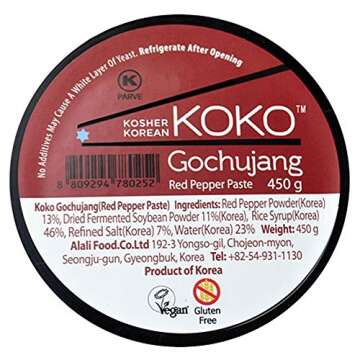 No Additives May Cause A White Layer Of Yeast. Refrigerate After Opening
K
PARVE
KOSHER
KOREAN
KOKO™
Gochujang
Red Pepper Paste 450 g
8 809294 780252
Koko Gochujang(Red Pepper Paste) Ingredients: Red Pepper Powder(Korea)
13%, Dried Fermented Soybean Powder 11%(Korea), Rice Syrup(Korea)
46%, Refined Salt(Korea) 7%, Water(Korea) 23% Weight: 450 g
Alali Food.Co.Ltd 192-3 Yongso-gil, Chojeon-myon,
Seongju-gun, Gyeongbuk, Korea Tel: +82-54-931-1130
Product of Korea
Vegan
Gluten
Free